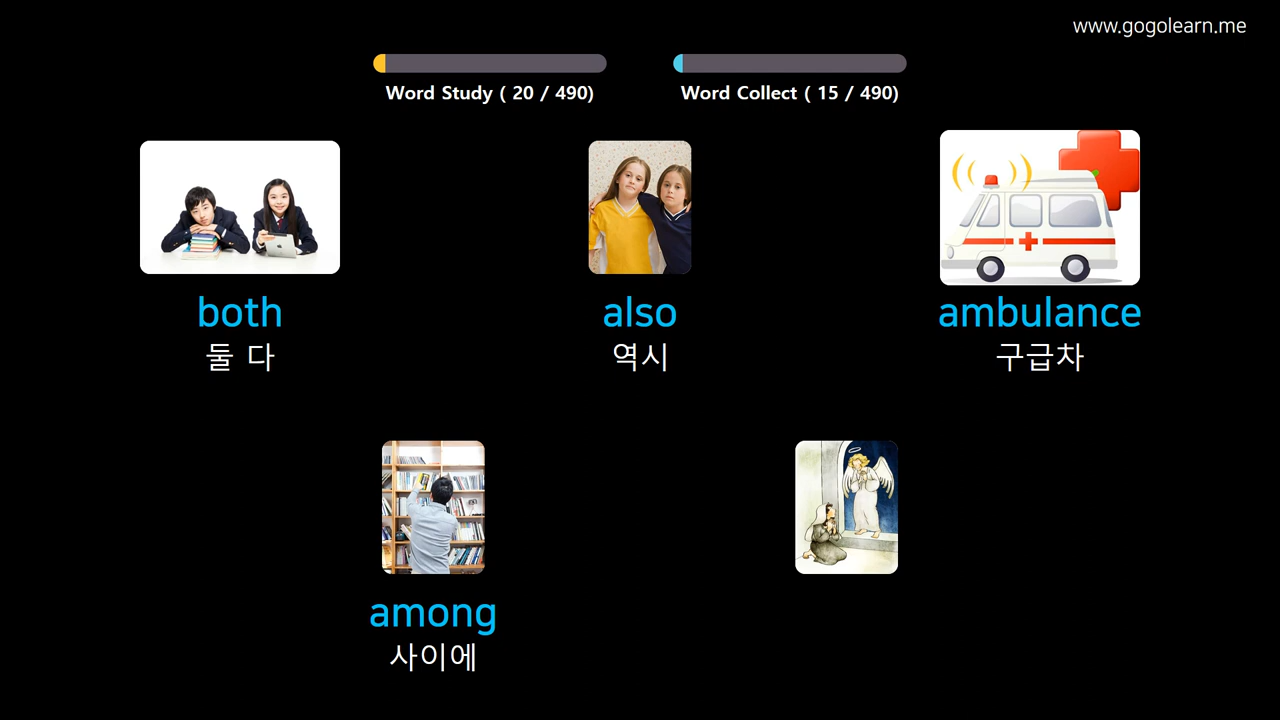 www.gogolearn.me
Word Study ( 20 / 490)
Word Collect ( 15 / 490)
both
둘 다
also
역시
ambulance
구급차
among
사이에